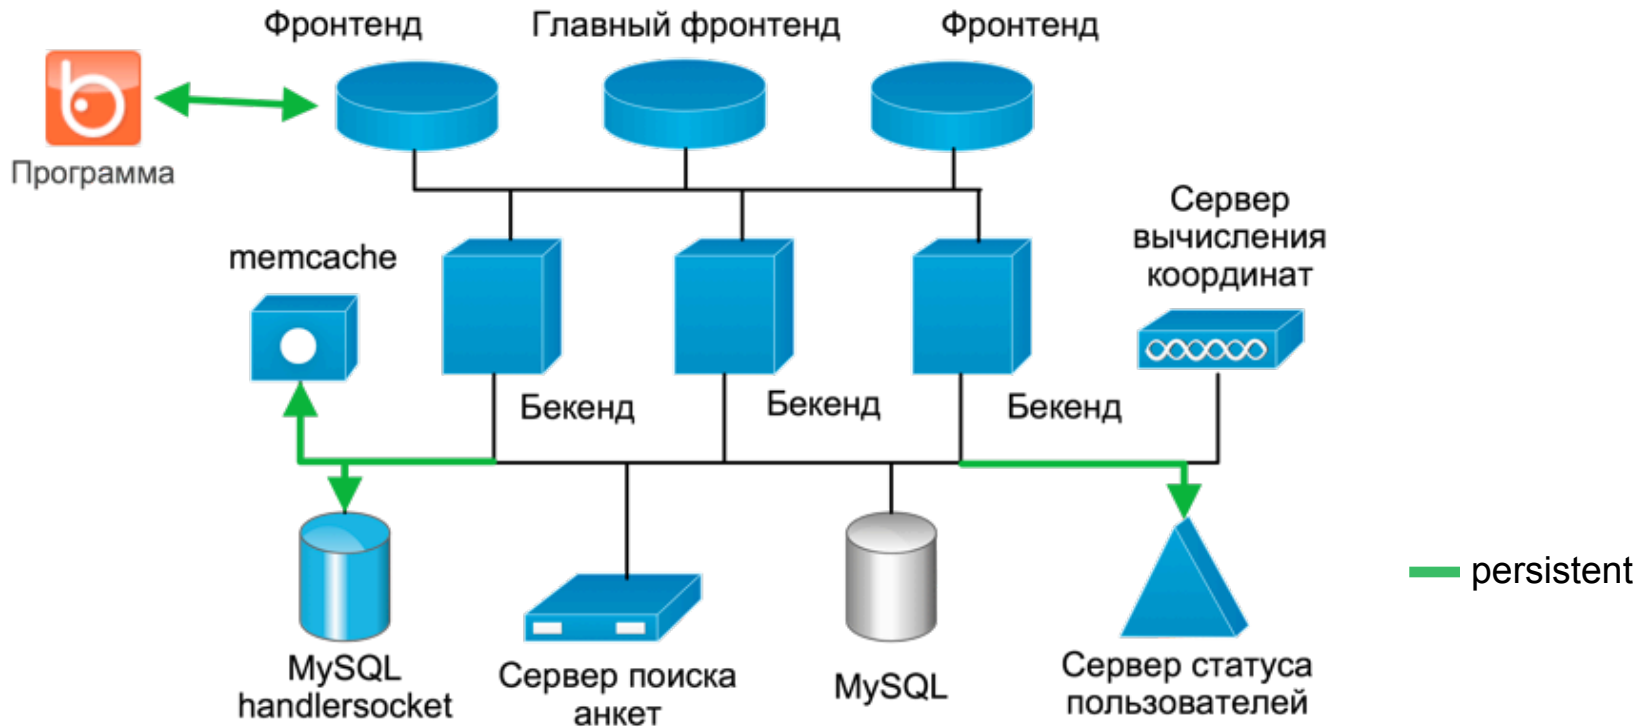 Фронтенд
Главный фронтенд
Фронтенд
Программа
memcache
Сервер
вычисления
координат
Бекенд
Бекенд
Бекенд
persistent
MySQL
handlersocket
Сервер поиска
анкет
MySQL
Сервер статуса
пользователей